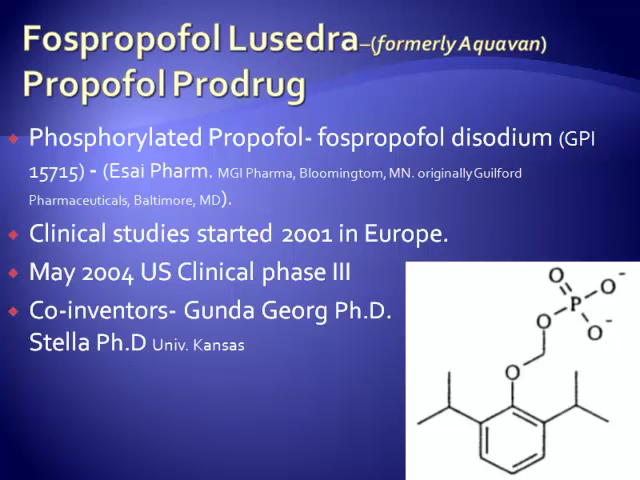 Fospropofol Lusedra–(formerly Aquavan)
Propofol Prodrug
Phosphorylated Propofol- fospropofol disodium (GPI
15715) - (Esai Pharm. MGI Pharma, Bloomingtom, MN. originally Guilford
Pharmaceuticals, Baltimore, MD).
Clinical studies started 2001 in Europe.
May 2004 US Clinical phase III
Co-inventors- Gunda Georg Ph.D.
Stella Ph.D Univ. Kansas
O
O⁻
P
O
O⁻
O